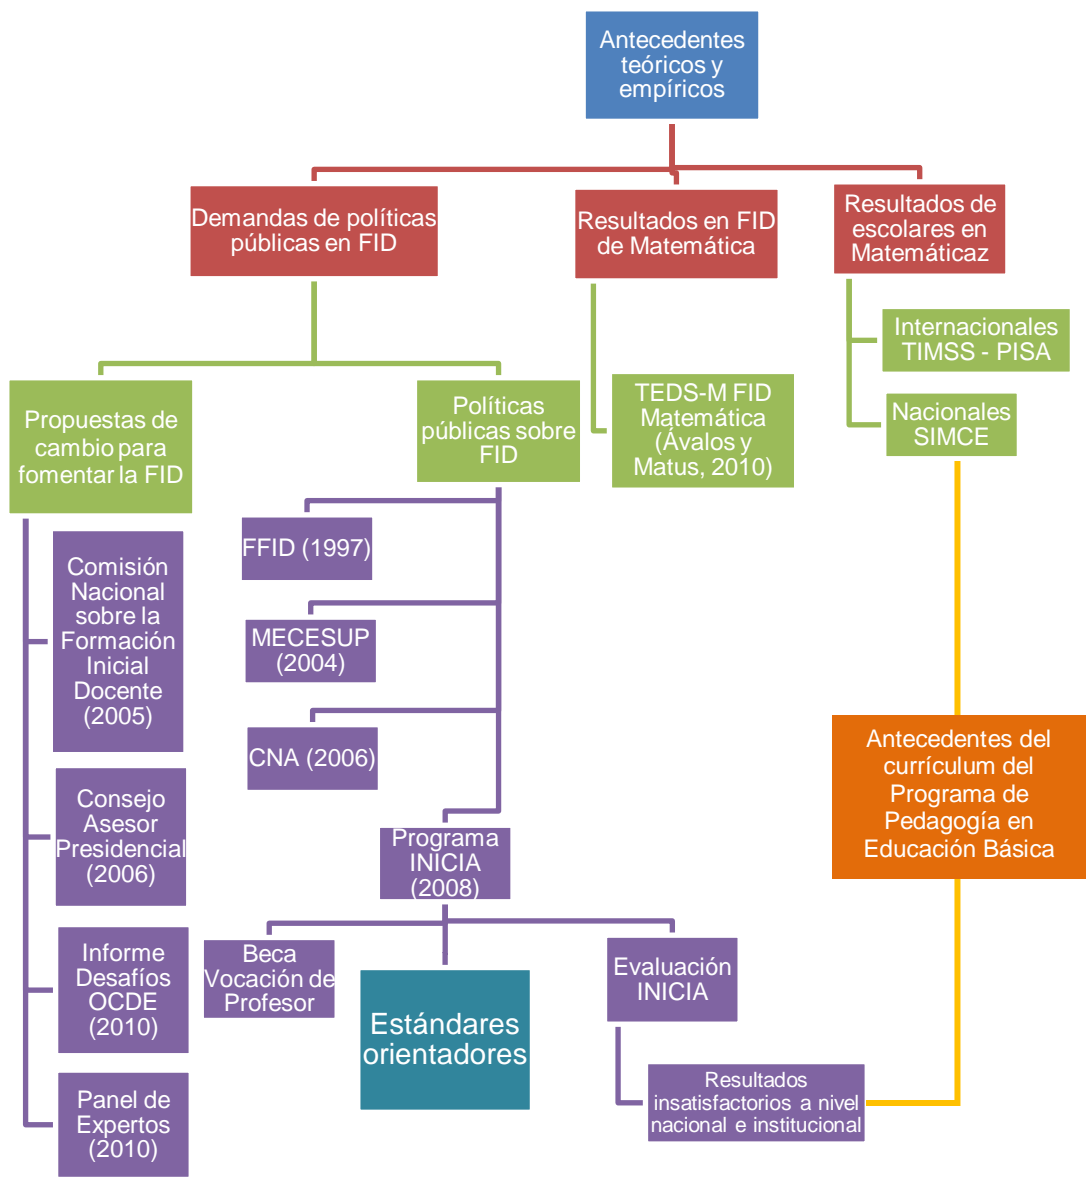 Antecedentes
teóricos y
empíricos
Demandas de políticas
públicas en FID
Resultados en FID
de Matemática
Resultados de
escolares en
Matemáticaz
Internacionales
TIMSS - PISA
Nacionales
SIMCE
TEDS-M FID
Matemática
(Ávalos y
Matus, 2010)
Propuestas de
cambio para
fomentar la FID
Políticas
públicas sobre
FID
Comisión
Nacional
sobre la
Formación
Inicial
Docente
(2005)
Consejo
Asesor
Presidencial
(2006)
Informe
Desafíos
OCDE
(2010)
Panel de
Expertos
(2010)
FFID (1997)
MECESUP
(2004)
CNA (2006)
Programa
INICIA
(2008)
Beca
Vocación de
Profesor
Estándares
orientadores
Evaluación
INICIA
Resultados
insatisfactorios a nivel
nacional e institucional
Antecedentes del
currículum del
Programa de
Pedagogía en
Educación Básica